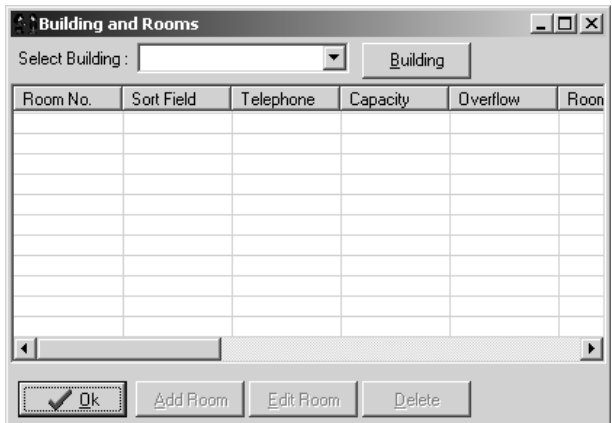 Building and Rooms
Select Building : Building
Room No. Sort Field Telephone Capacity Overflow Room
Ok Add Room Edit Room Delete